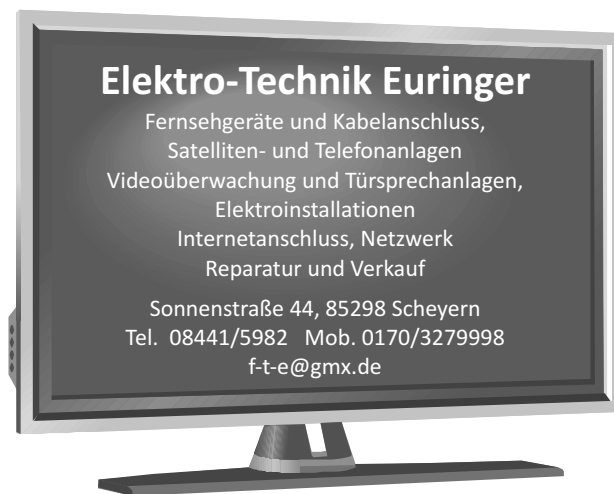 Elektro-Technik Euringer
Fernsehgeräte und Kabelanschluss,
Satelliten- und Telefonanlagen
Videoüberwachung und Türsprechanlagen,
Elektroinstallationen
Internetanschluss, Netzwerk
Reparatur und Verkauf
Sonnenstraße 44, 85298 Scheyern
Tel.  08441/5982   Mob. 0170/3279998
f-t-e@gmx.de